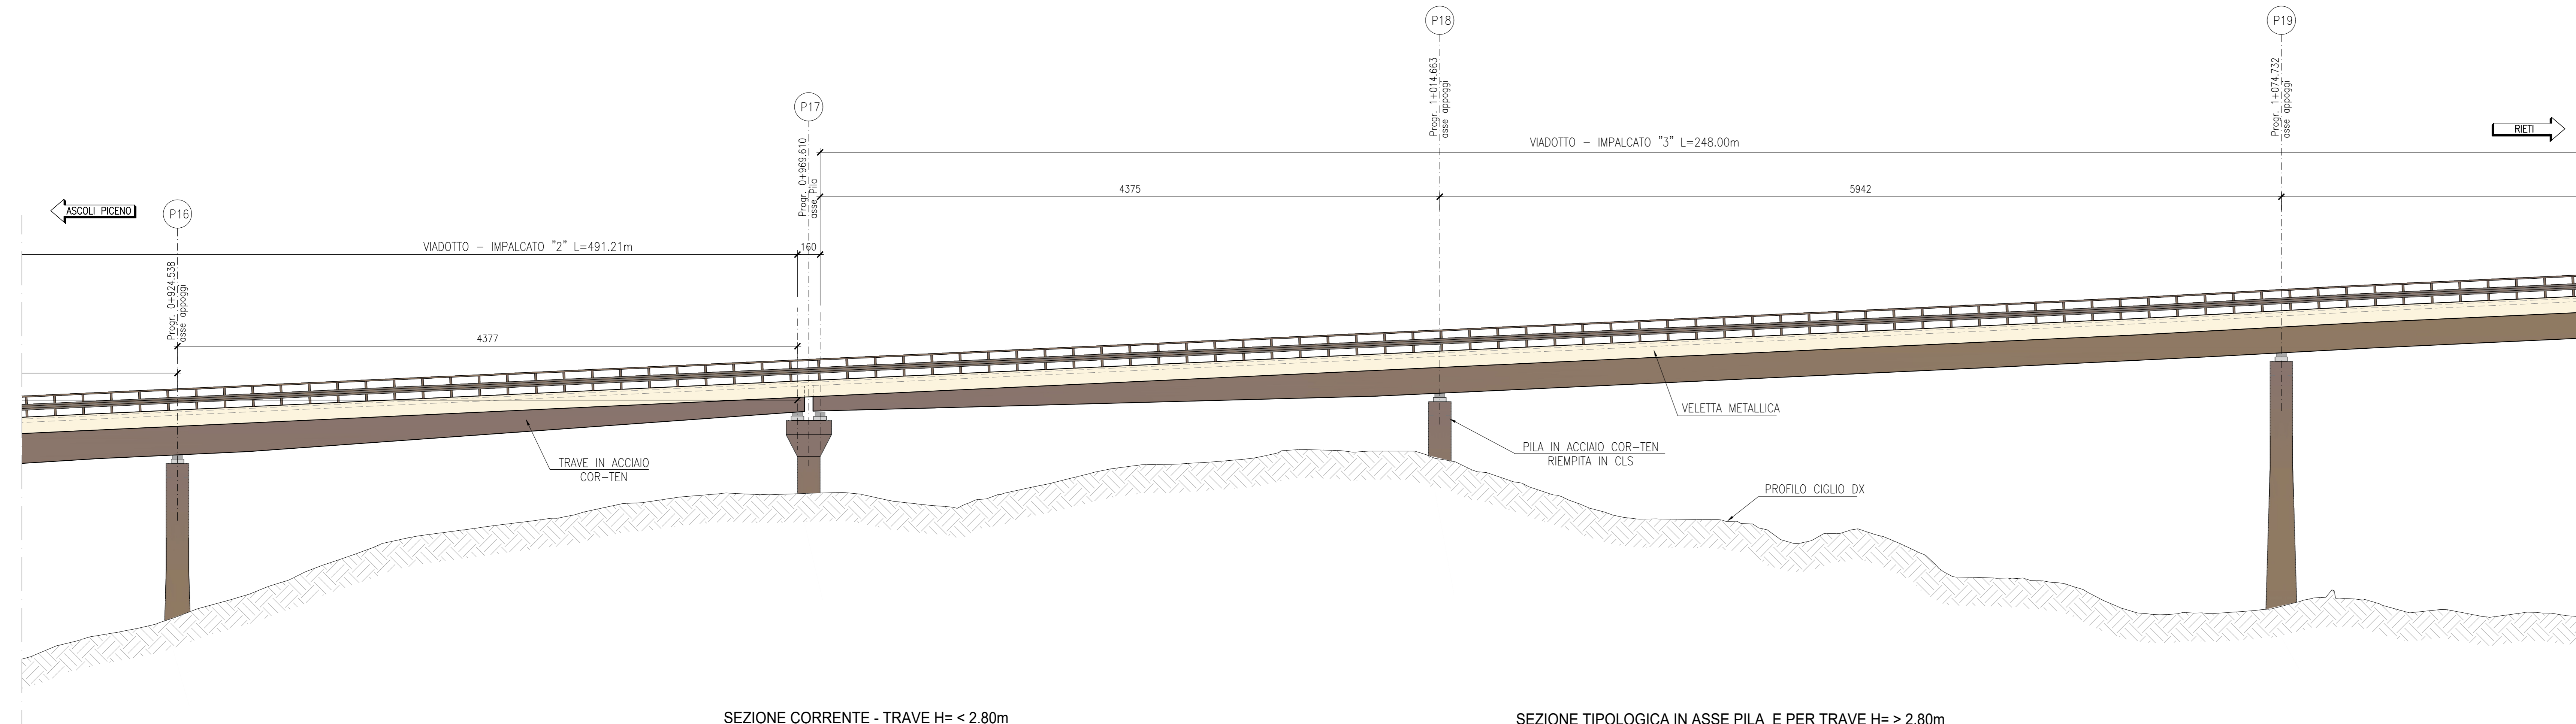 P18
P19
P17
P16
Progr. 1+014.663
asse appoggi
Progr. 1+074.732
asse appoggi
Progr. 0+969.610
asse Pila
Progr. 0+924.538
asse appoggi
RIETI
VIADOTTO - IMPALCATO "3" L=248.00m
4375
5942
ASCOLI PICENO
VIADOTTO - IMPALCATO "2" L=491.21m
160
4377
VELETTA METALLICA
TRAVE IN ACCIAIO
COR-TEN
PILA IN ACCIAIO COR-TEN
RIEMPITA IN CLS
PROFILO CIGLIO DX
SEZIONE CORRENTE - TRAVE H= < 2.80m
SEZIONE TIPOLOGICA IN ASSE PILA E PER TRAVE H= > 2.80m